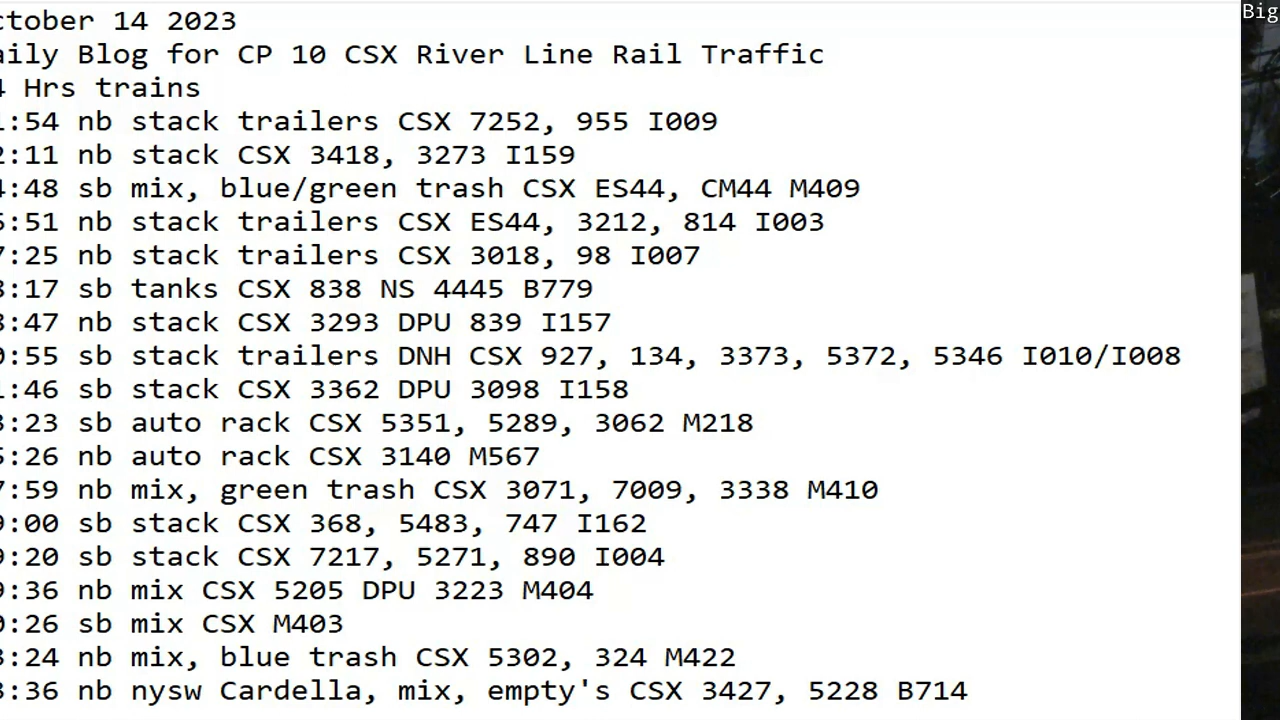 ctober 14 2023
aily Blog for CP 10 CSX River Line Rail Traffic
4 Hrs trains
1:54 nb stack trailers CSX 7252, 955 I009
2:11 nb stack CSX 3418, 3273 I159
4:48 sb mix, blue/green trash CSX ES44, CM44 M409
5:51 nb stack trailers CSX ES44, 3212, 814 I003
7:25 nb stack trailers CSX 3018, 98 I007
8:17 sb tanks CSX 838 NS 4445 B779
8:47 nb stack CSX 3293 DPU 839 I157
0:55 sb stack trailers DNH CSX 927, 134, 3373, 5372, 5346 I010/I008
1:46 sb stack CSX 3362 DPU 3098 I158
3:23 sb auto rack CSX 5351, 5289, 3062 M218
5:26 nb auto rack CSX 3140 M567
7:59 nb mix, green trash CSX 3071, 7009, 3338 M410
9:00 sb stack CSX 368, 5483, 747 I162
9:20 sb stack CSX 7217, 5271, 890 I004
9:36 nb mix CSX 5205 DPU 3223 M404
0:26 sb mix CSX M403
3:24 nb mix, blue trash CSX 5302, 324 M422
3:36 nb nysw Cardella, mix, empty's CSX 3427, 5228 B714
Big